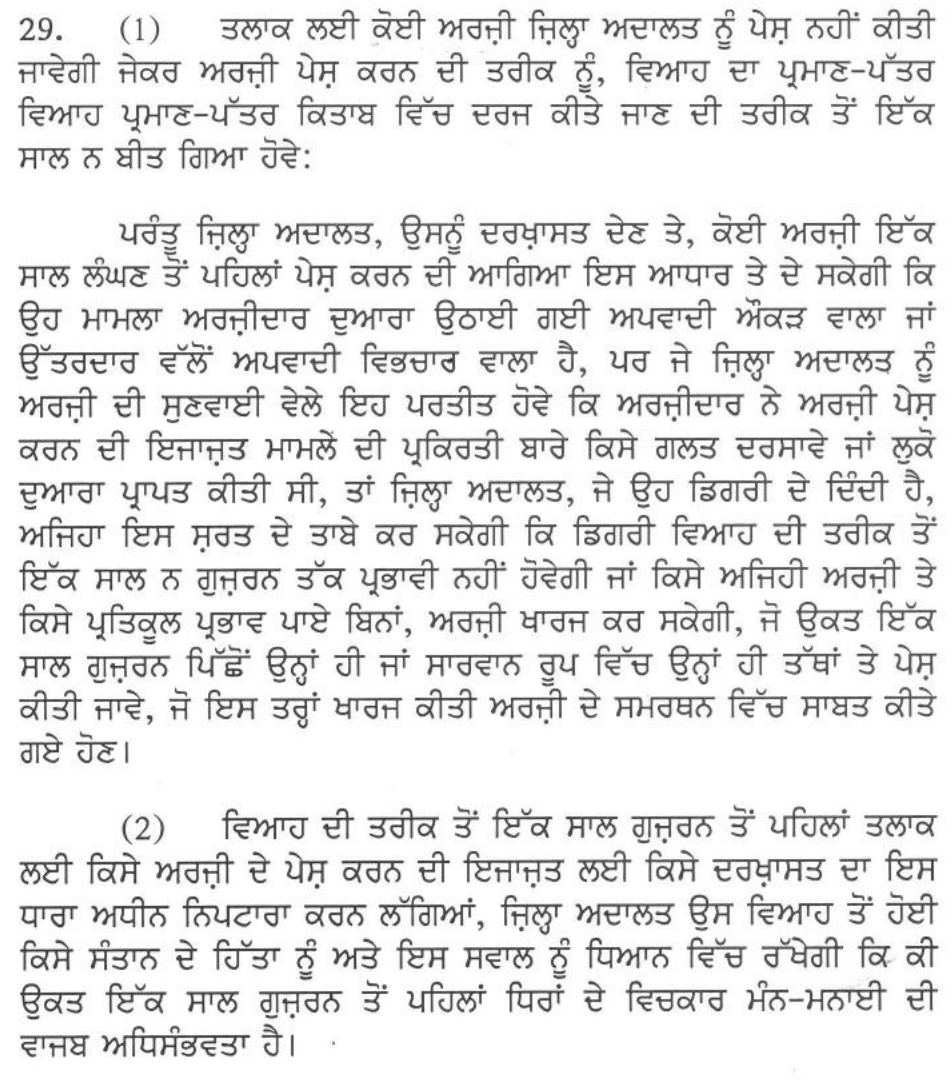 29. (1) ਤਲਾਕ ਲਈ ਕੋਈ ਅਰਜ਼ੀ ਜ਼ਿਲ੍ਹਾ ਅਦਾਲਤ ਨੂੰ ਪੇਸ਼ ਨਹੀਂ ਕੀਤੀ
ਜਾਵੇਗੀ ਜੇਕਰ ਅਰਜ਼ੀ ਪੇਸ਼ ਕਰਨ ਦੀ ਤਰੀਕ ਨੂੰ, ਵਿਆਹ ਦਾ ਪ੍ਰਮਾਣ-ਪੱਤਰ
ਵਿਆਹ ਪ੍ਰਮਾਣ-ਪੱਤਰ ਕਿਤਾਬ ਵਿੱਚ ਦਰਜ ਕੀਤੇ ਜਾਣ ਦੀ ਤਰੀਕ ਤੋਂ ਇੱਕ
ਸਾਲ ਨ ਬੀਤ ਗਿਆ ਹੋਵੇ:
ਪਰੰਤੂ ਜ਼ਿਲ੍ਹਾ ਅਦਾਲਤ, ਉਸਨੂੰ ਦਰਖ਼ਾਸਤ ਦੇਣ ਤੇ, ਕੋਈ ਅਰਜ਼ੀ ਇੱਕ
ਸਾਲ ਲੰਘਣ ਤੋਂ ਪਹਿਲਾਂ ਪੇਸ਼ ਕਰਨ ਦੀ ਆਗਿਆ ਇਸ ਆਧਾਰ ਤੇ ਦੇ ਸਕੇਗੀ ਕਿ
ਉਹ ਮਾਮਲਾ ਅਰਜ਼ੀਦਾਰ ਦੁਆਰਾ ਉਠਾਈ ਗਈ ਅਪਵਾਦੀ ਔਕੜ ਵਾਲਾ ਜਾਂ
ਉੱਤਰਦਾਰ ਵੱਲੋਂ ਅਪਵਾਦੀ ਵਿਭਚਾਰ ਵਾਲਾ ਹੈ, ਪਰ ਜੇ ਜ਼ਿਲ੍ਹਾ ਅਦਾਲਤ ਨੂੰ
ਅਰਜ਼ੀ ਦੀ ਸੁਣਵਾਈ ਵੇਲੇ ਇਹ ਪਰਤੀਤ ਹੋਵੇ ਕਿ ਅਰਜ਼ੀਦਾਰ ਨੇ ਅਰਜ਼ੀ ਪੇਸ਼
ਕਰਨ ਦੀ ਇਜਾਜ਼ਤ ਮਾਮਲੇਂ ਦੀ ਪ੍ਰਕਿਰਤੀ ਬਾਰੇ ਕਿਸੇ ਗਲਤ ਦਰਸਾਵੇ ਜਾਂ ਲੁਕੋ
ਦੁਆਰਾ ਪ੍ਰਾਪਤ ਕੀਤੀ ਸੀ, ਤਾਂ ਜ਼ਿਲ੍ਹਾ ਅਦਾਲਤ, ਜੇ ਉਹ ਡਿਗਰੀ ਦੇ ਦਿੰਦੀ ਹੈ,
ਅਜਿਹਾ ਇਸ ਸ਼ਰਤ ਦੇ ਤਾਬੇ ਕਰ ਸਕੇਗੀ ਕਿ ਡਿਗਰੀ ਵਿਆਹ ਦੀ ਤਰੀਕ ਤੋਂ
ਇੱਕ ਸਾਲ ਨ ਗੁਜ਼ਰਨ ਤੱਕ ਪ੍ਰਭਾਵੀ ਨਹੀਂ ਹੋਵੇਗੀ ਜਾਂ ਕਿਸੇ ਅਜਿਹੀ ਅਰਜ਼ੀ ਤੇ
ਕਿਸੇ ਪ੍ਰਤਿਕੂਲ ਪ੍ਰਭਾਵ ਪਾਏ ਬਿਨਾਂ, ਅਰਜ਼ੀ ਖਾਰਜ ਕਰ ਸਕੇਗੀ, ਜੋ ਉਕਤ ਇੱਕ
ਸਾਲ ਗੁਜ਼ਰਨ ਪਿੱਛੋਂ ਉਨ੍ਹਾਂ ਹੀ ਜਾਂ ਸਾਰਵਾਨ ਰੂਪ ਵਿੱਚ ਉਨ੍ਹਾਂ ਹੀ ਤੱਥਾਂ ਤੇ ਪੇਸ਼
ਕੀਤੀ ਜਾਵੇ, ਜੋ ਇਸ ਤਰ੍ਹਾਂ ਖਾਰਜ ਕੀਤੀ ਅਰਜ਼ੀ ਦੇ ਸਮਰਥਨ ਵਿੱਚ ਸਾਬਤ ਕੀਤੇ
ਗਏ ਹੋਣ।
(2) ਵਿਆਹ ਦੀ ਤਰੀਕ ਤੋਂ ਇੱਕ ਸਾਲ ਗੁਜ਼ਰਨ ਤੋਂ ਪਹਿਲਾਂ ਤਲਾਕ
ਲਈ ਕਿਸੇ ਅਰਜ਼ੀ ਦੇ ਪੇਸ਼ ਕਰਨ ਦੀ ਇਜਾਜ਼ਤ ਲਈ ਕਿਸੇ ਦਰਖ਼ਾਸਤ ਦਾ ਇਸ
ਧਾਰਾ ਅਧੀਨ ਨਿਪਟਾਰਾ ਕਰਨ ਲੱਗਿਆਂ, ਜ਼ਿਲ੍ਹਾ ਅਦਾਲਤ ਉਸ ਵਿਆਹ ਤੋਂ ਹੋਈ
ਕਿਸੇ ਸੰਤਾਨ ਦੇ ਹਿੱਤਾ ਨੂੰ ਅਤੇ ਇਸ ਸਵਾਲ ਨੂੰ ਧਿਆਨ ਵਿੱਚ ਰੱਖੇਗੀ ਕਿ ਕੀ
ਉਕਤ ਇੱਕ ਸਾਲ ਗੁਜ਼ਰਨ ਤੋਂ ਪਹਿਲਾਂ ਧਿਰਾਂ ਦੇ ਵਿਚਕਾਰ ਮੰਨ-ਮਨਾਈ ਦੀ
ਵਾਜਬ ਅਧਿਸੰਭਵਤਾ ਹੈ।